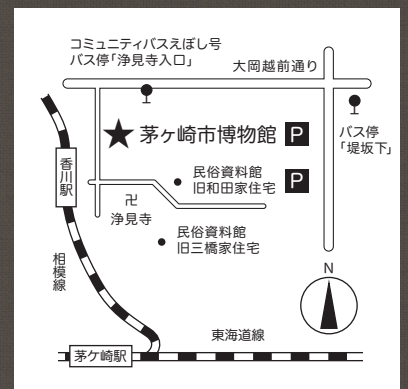 コミュニティバスえぼし号
バス停「浄見寺入口」
大岡越前通り
茅ヶ崎市博物館 P
バス停
「堤坂下」
香川駅
民俗資料館
旧和田家住宅
P
卍
浄見寺
民俗資料館
旧三橋家住宅
相模線
N
東海道線
茅ケ崎駅